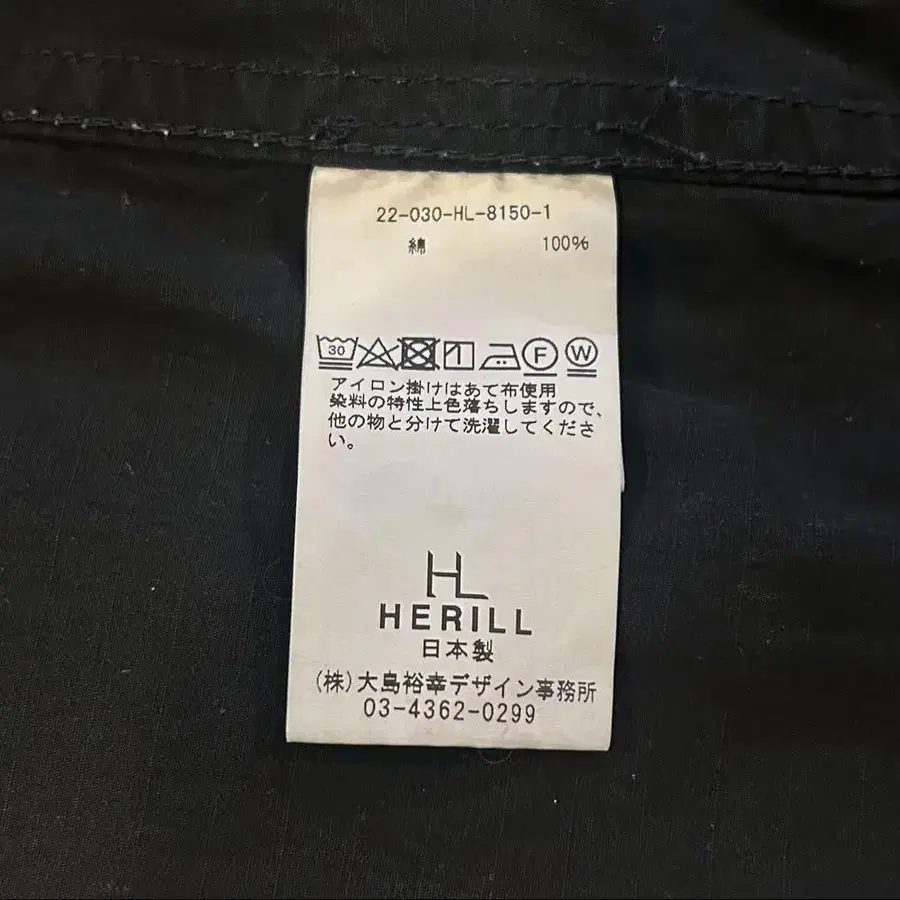 22-030-HL-8150-1
綿 100%
30 F W
アイロン掛けはあて布使用
染料の特性上色落ちしますので、
他の物と分けて洗濯してくださ
い。
HL
HERILL
日本製
(株)大島裕幸デザイン事務所
03-4362-0299